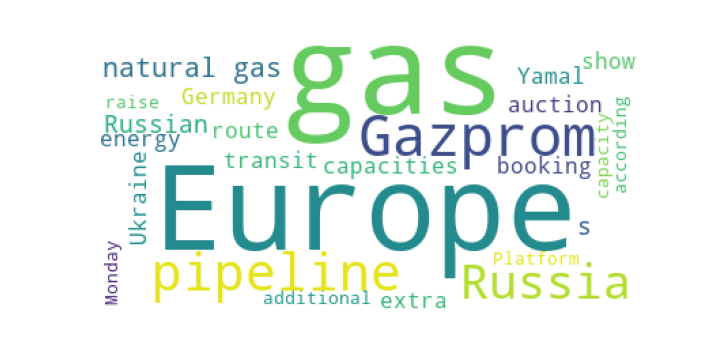 natural gas
gas
Yamal
show
raise
Germany
auction
Russian
route
Gazprom
energy
transit
capacities
booking
capacity
according
Ukraine
Europe
s
Monday
pipeline
Platform
Russia
additional
extra